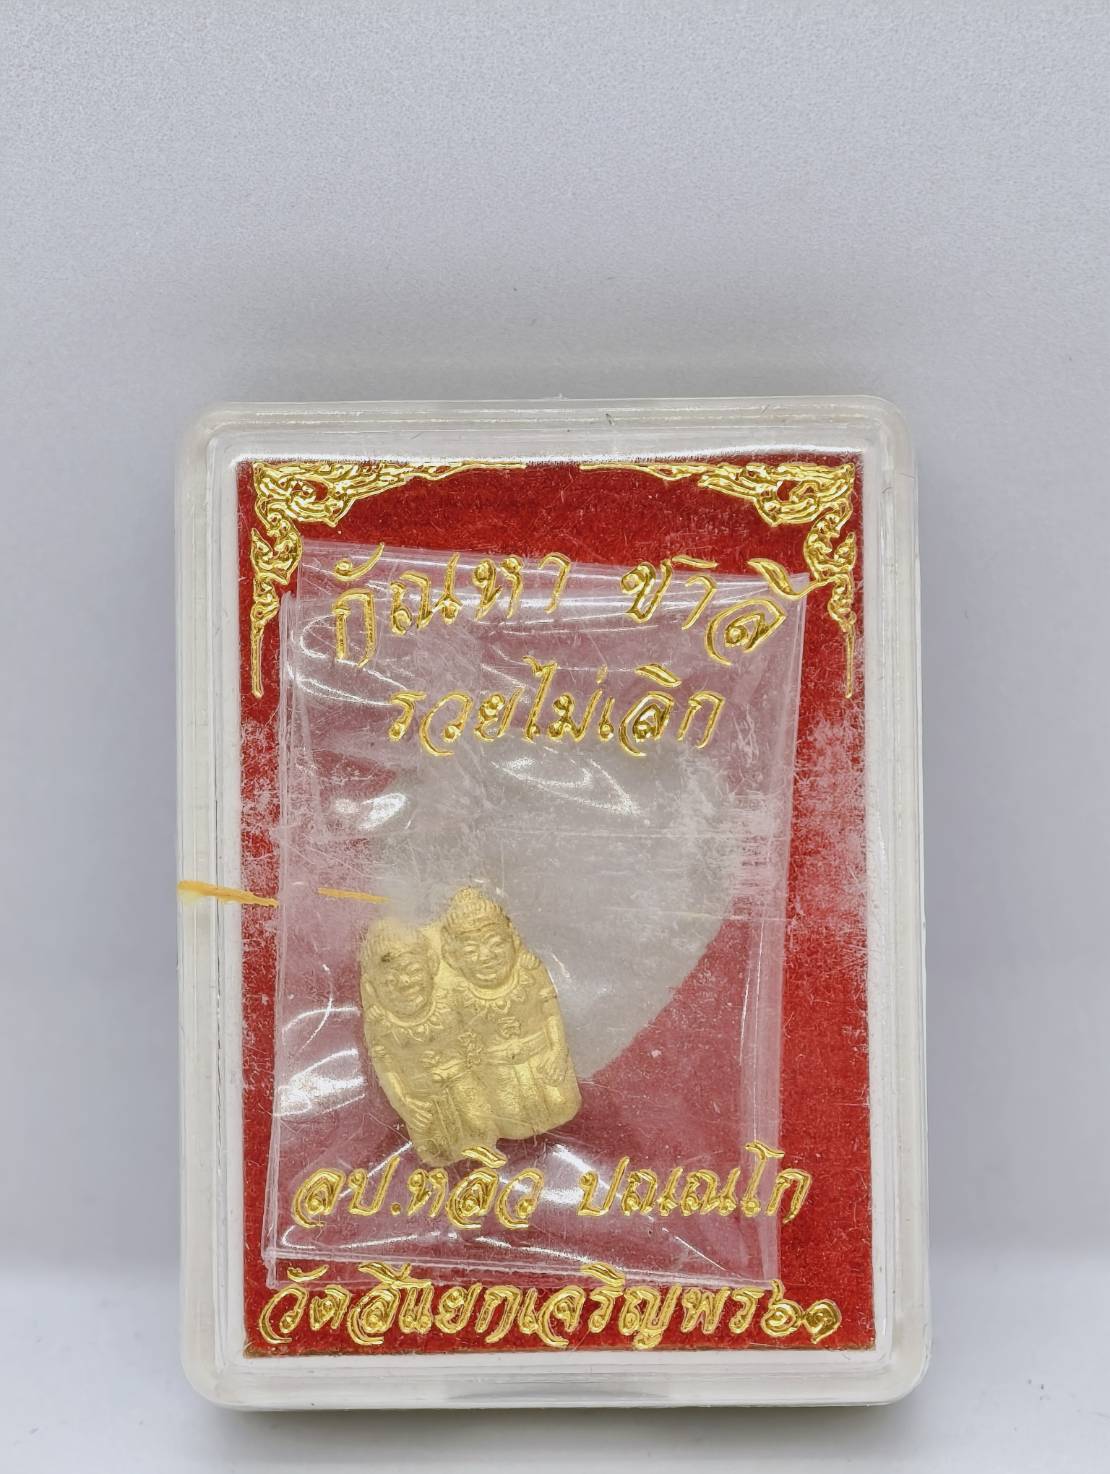 กัณหา ชาลี
รวยไม่เลิก
ลป.หลิว ปณฺณโก
วัดสี่แยกเจริญพร๖๑